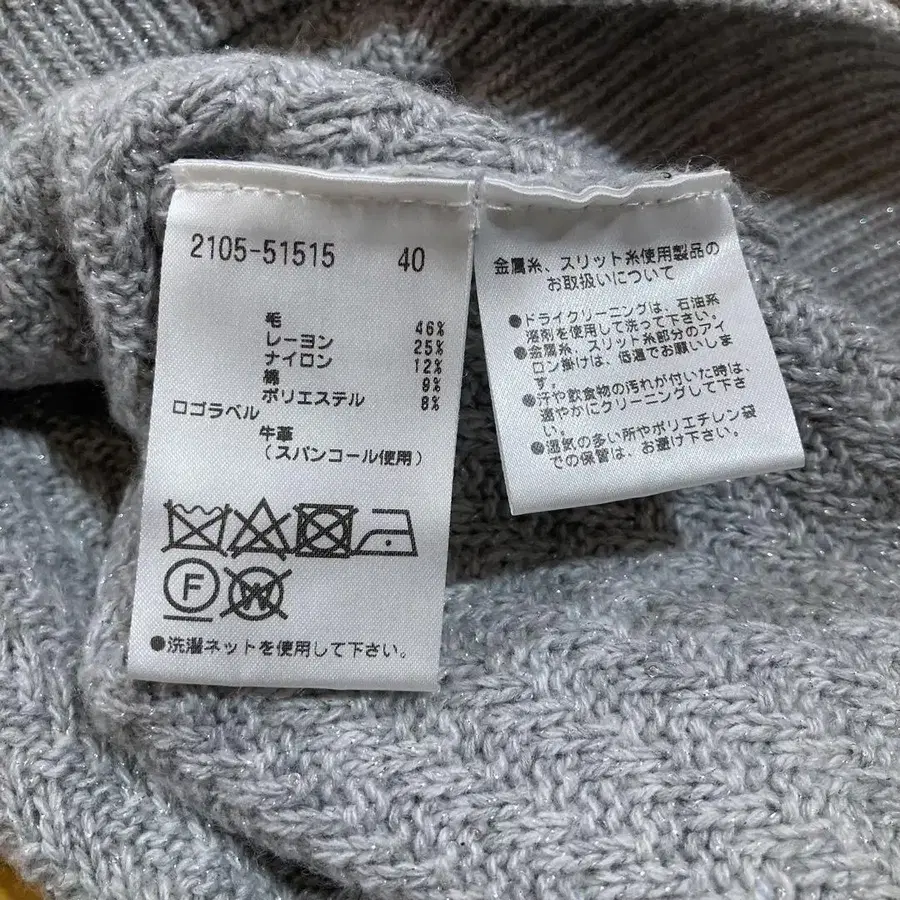 2105-51515 40
毛 46%
レーヨン 25%
ナイロン 12%
綿 9%
ポリエステル 8%
ロゴラベル
牛革
(スパンコール使用)
F
W
●洗濯ネットを使用して下さい。
金属糸、スリット糸使用製品の
お取扱いについて
●ドライクリーニングは、石油系
溶剤を使用して洗って下さい。
●金属糸、スリット糸部分のアイ
ロン掛けは、低温でお願いしま
す。
●汗や飲食物の汚れが付いた時は、
速やかにクリーニングして下さ
い。
●湿気の多い所やポリエチレン袋
での保管は、お避け下さい。